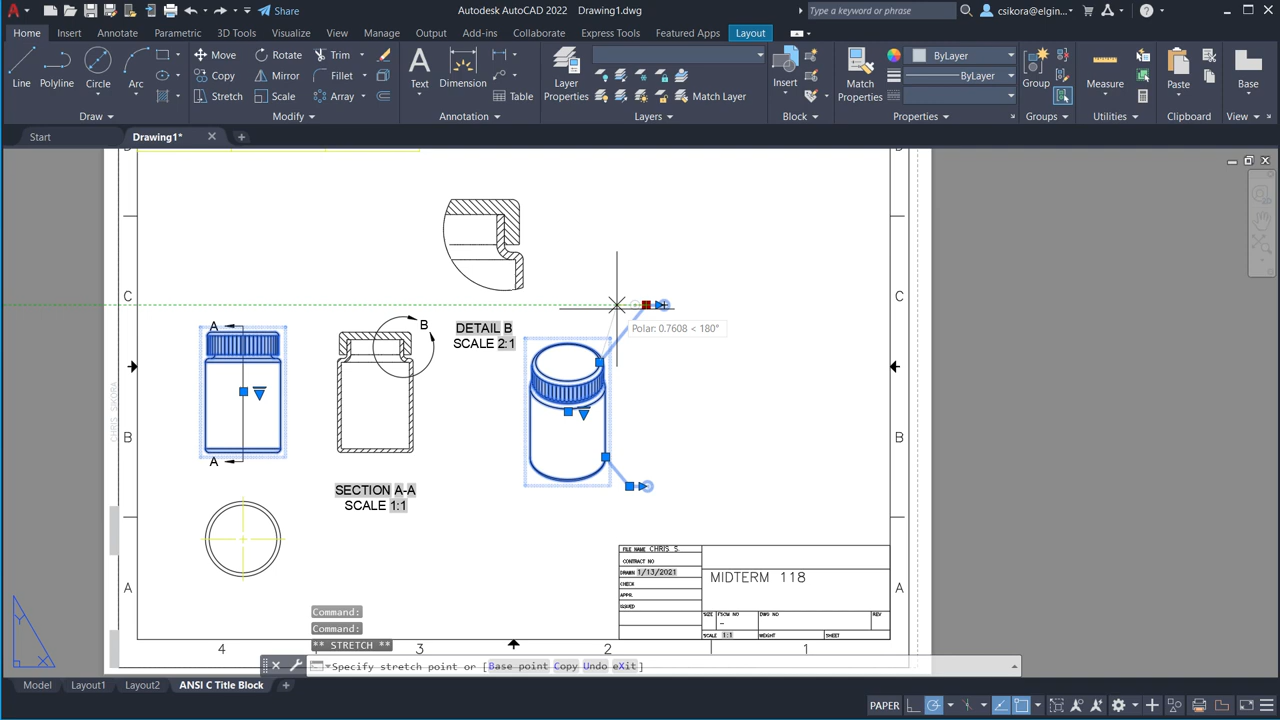 Share
Autodesk AutoCAD 2022 Drawing1.dwg
Type a keyword or phrase
csikora@elgin...
Home Insert Annotate Parametric 3D Tools Visualize View Manage Output Add-ins Collaborate Express Tools Featured Apps Layout
Move Rotate Trim
Copy Mirror Fillet
Stretch Scale Array
Line Polyline Circle Arc
Text Dimension Table
Layer Properties
Match Layer
Insert
Match Properties
ByLayer
ByLayer
Group Measure Paste Base
Draw Modify Annotation Layers Block Properties Groups Utilities Clipboard View
Start Drawing1*
D D
C C
A B
DETAIL B
SCALE 2:1
Polar: 0.7608 < 180°
CHRIS SIKORA
B B
A
SECTION A-A
SCALE 1:1
FILE NAME CHRIS S.
CONTRACT NO
DRAWN 1/13/2021
MIDTERM 118
CHECK
APPR.
ISSUED
A A
SIZE FSCM NO DWG NO REV
SCALE 1:1 WEIGHT SHEET
4 3 2 1
Command:
Command:
** STRETCH **
Specify stretch point or [Base point Copy Undo eXit]
Y
X
Model Layout1 Layout2 ANSI C Title Block
PAPER